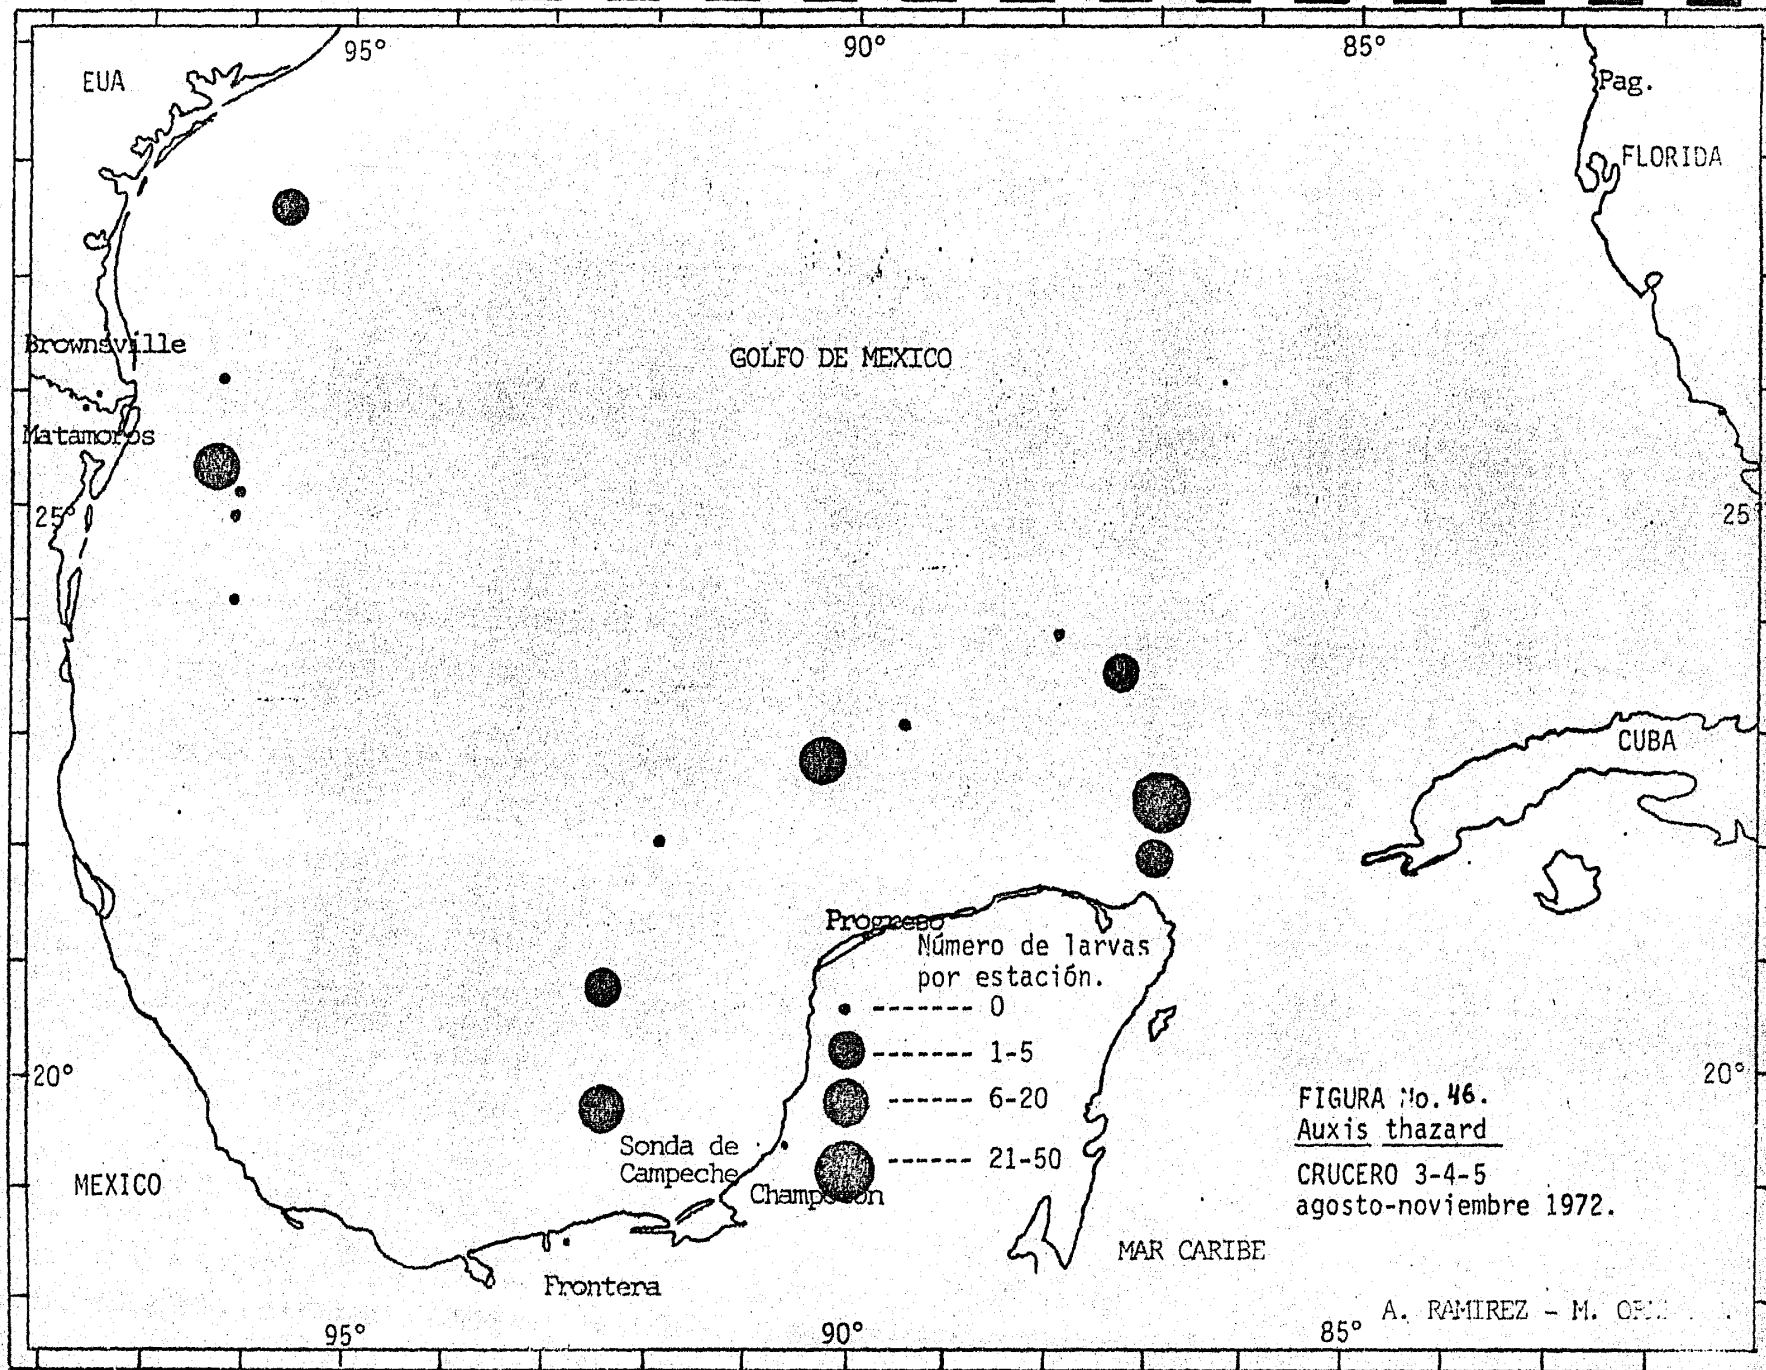 95°
90°
85°
EUA
Pag.
FLORIDA
Brownsville
GOLFO DE MEXICO
Matamoros
25°
25°
CUBA
Progreso
Número de larvas
por estación.
------- 0
------- 1-5
------- 6-20
------ 21-50
20°
20°
FIGURA No. 46.
Auxis thazard
CRUCERO 3-4-5
agosto-noviembre 1972.
Sonda de
Campeche
MEXICO
Champotón
MAR CARIBE
Frontera
A. RAMIREZ - M.
95°
90°
85°